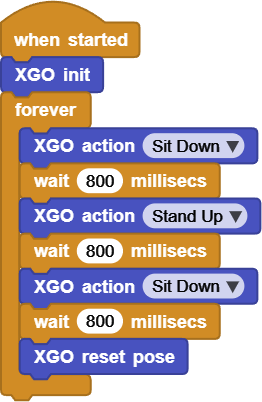 when started
XGO init
forever
XGO action Sit Down
wait 800 millisecs
XGO action Stand Up
wait 800 millisecs
XGO action Sit Down
wait 800 millisecs
XGO reset pose